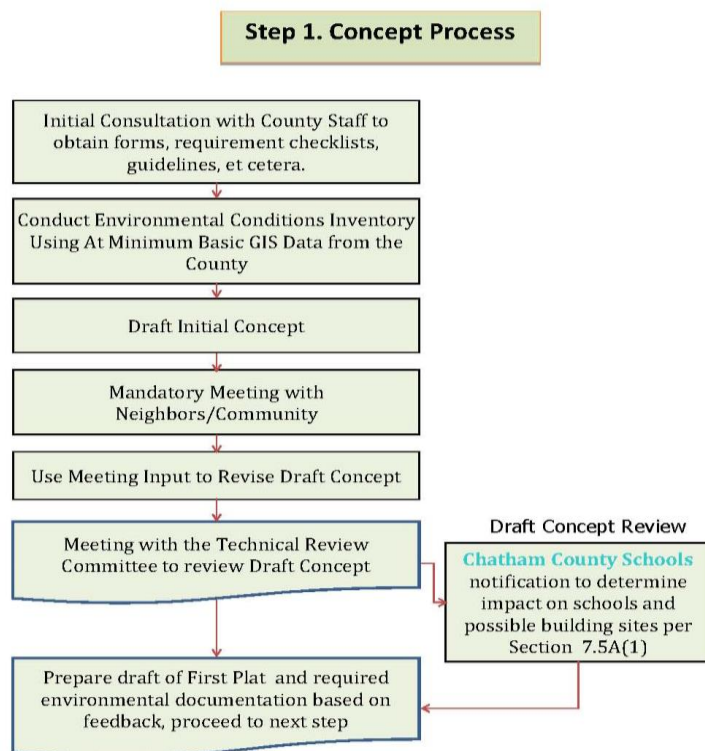 Step 1. Concept Process
Initial Consultation with County Staff to
obtain forms, requirement checklists,
guidelines, et cetera.
Conduct Environmental Conditions Inventory
Using At Minimum Basic GIS Data from the
County
Draft Initial Concept
Mandatory Meeting with
Neighbors/Community
Use Meeting Input to Revise Draft Concept
Meeting with the Technical Review
Committee to review Draft Concept
Draft Concept Review
Chatham County Schools
notification to determine
impact on schools and
possible building sites per
Section 7.5A(1)
Prepare draft of First Plat and required
environmental documentation based on
feedback, proceed to next step